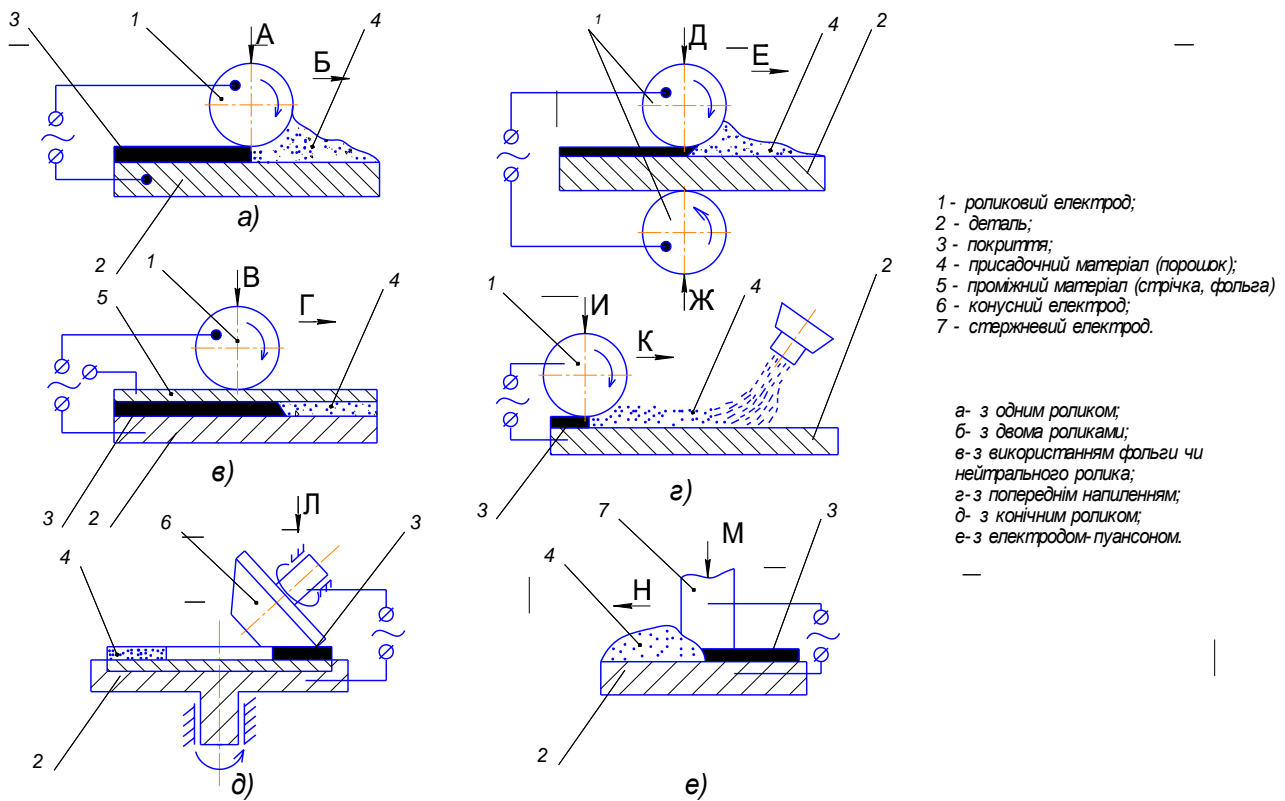 3 1 А Б 4
2 а)
1 Д Е 4 2
Ж
5 1 В Г 4
3 2 в)
1 И К 4 2
3 г)
4 6 Л 3
2 д)
4 Н 7 М 3
2 е)
1 - роликовий електрод;
2 - деталь;
3 - покриття;
4 - присадочний матеріал (порошок);
5 - проміжний матеріал (стрічка, фольга)
6 - конусний електрод;
7 - стержневий електрод.
а- з одним роликом;
б- з двома роликами;
в- з використанням фольги чи
нейтрального ролика;
г- з попереднім напиленням;
д- з конічним роликом;
е- з електродом-пуансоном.